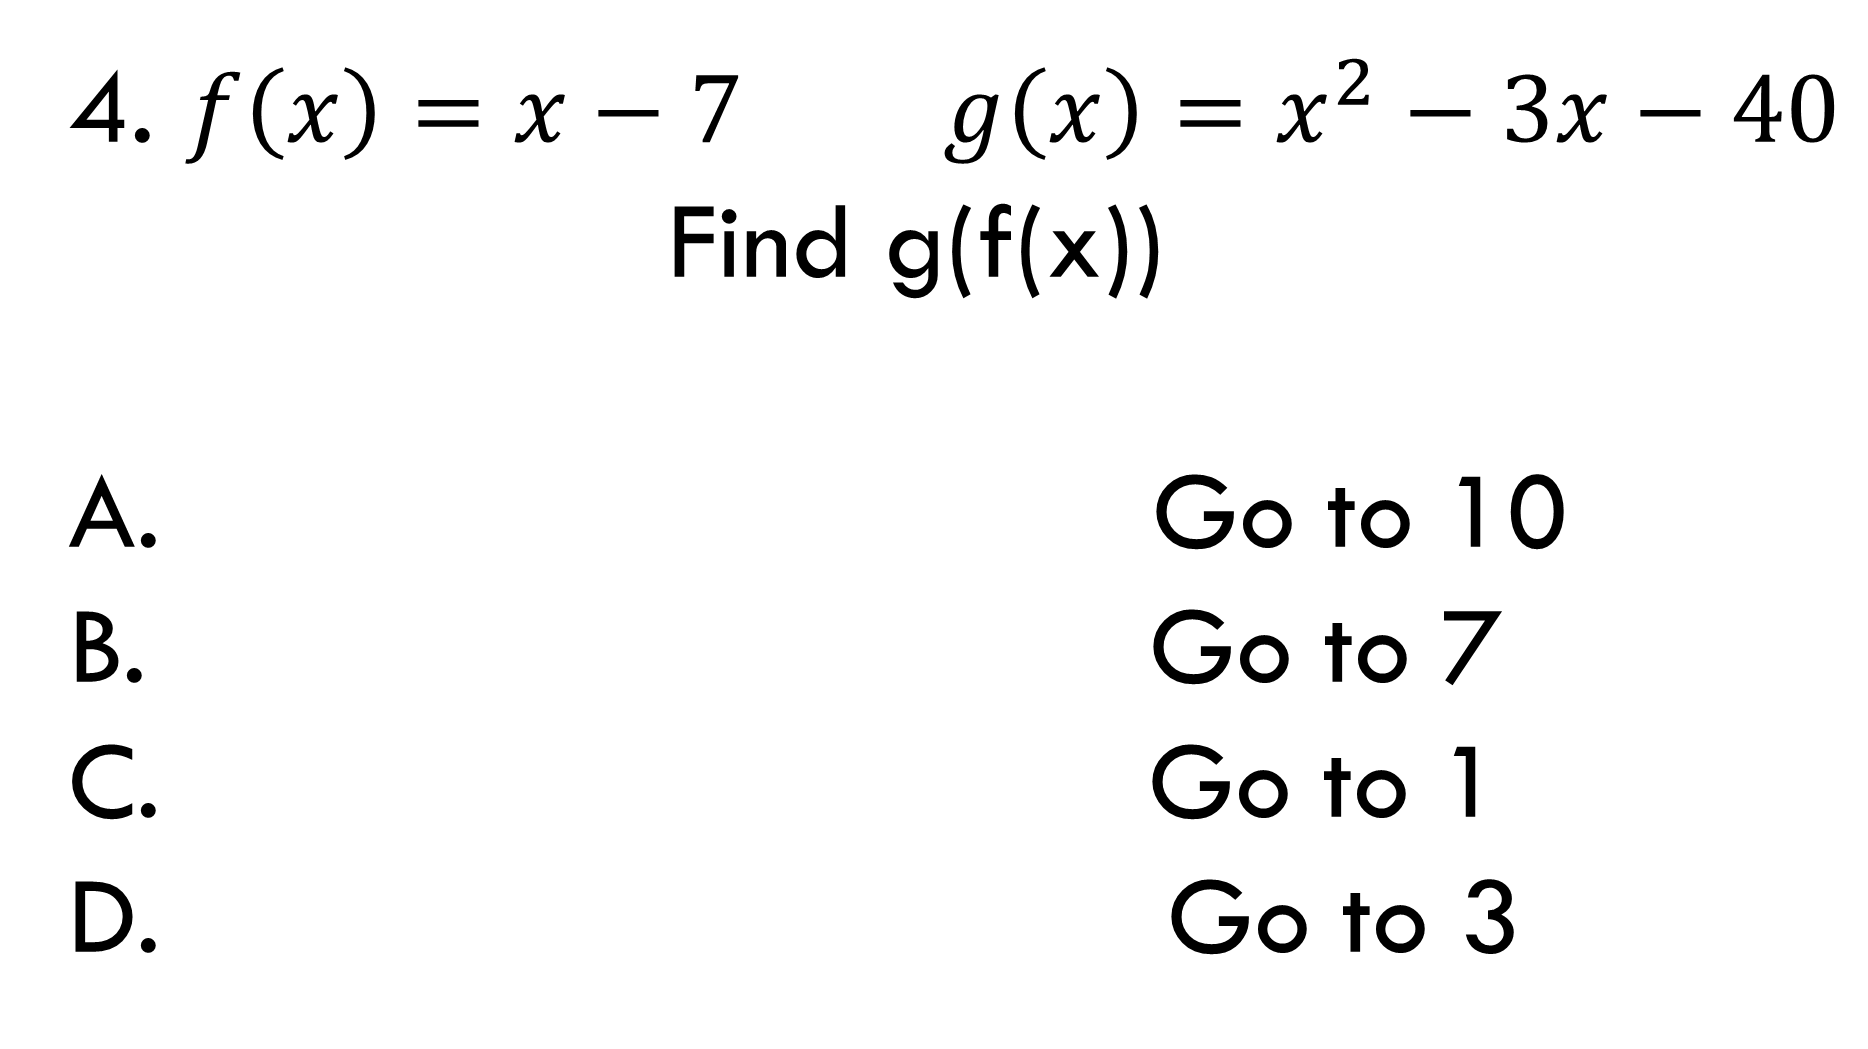 4. f(x) = x − 7 g(x) = x² − 3x − 40
Find g(f(x))
A. Go to 10
B. Go to 7
C. Go to 1
D. Go to 3